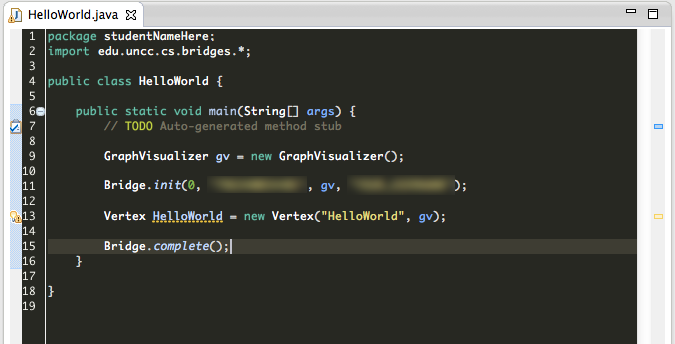 HelloWorld.java
1 package studentNameHere;
2 import edu.uncc.cs.bridges.*;
3
4 public class HelloWorld {
5
6 public static void main(String[] args) {
7 // TODO Auto-generated method stub
8
9 GraphVisualizer gv = new GraphVisualizer();
10
11 Bridge.init(0, , gv, );
12
13 Vertex HelloWorld = new Vertex("HelloWorld", gv);
14
15 Bridge.complete();
16 }
17
18 }
19